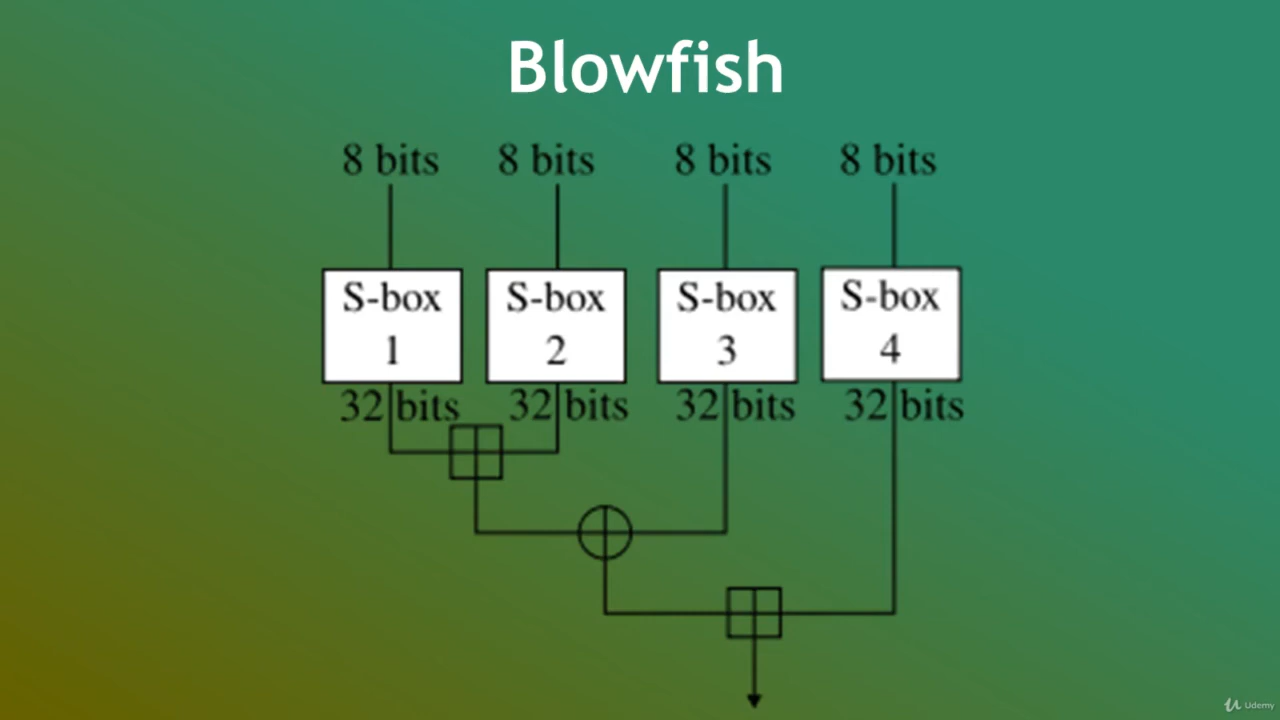 Blowfish
8 bits 8 bits 8 bits 8 bits
S-box S-box S-box S-box
1 2 3 4
32 bits 32 bits 32 bits 32 bits
Udemy